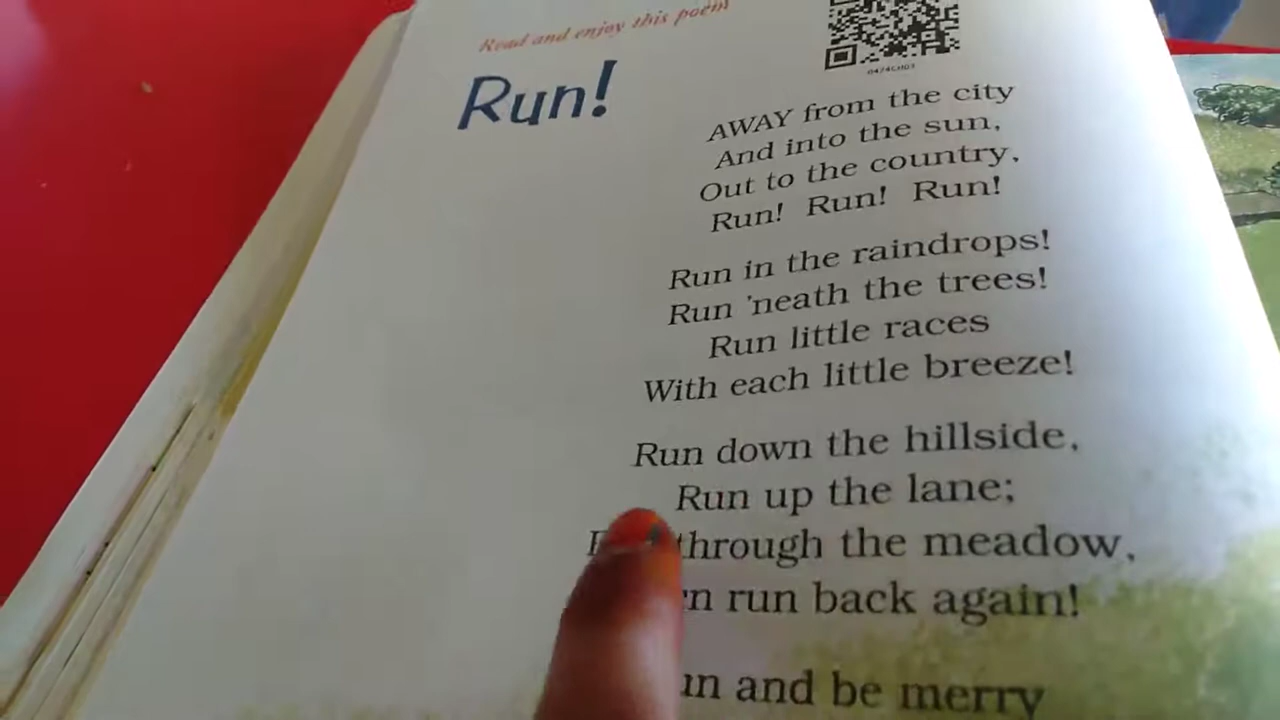 Read and enjoy this poem
Run!
0424CH03
AWAY from the city
And into the sun,
Out to the country,
Run! Run! Run!
Run in the raindrops!
Run 'neath the trees!
Run little races
With each little breeze!
Run down the hillside,
Run up the lane;
through the meadow,
run back again!
and be merry